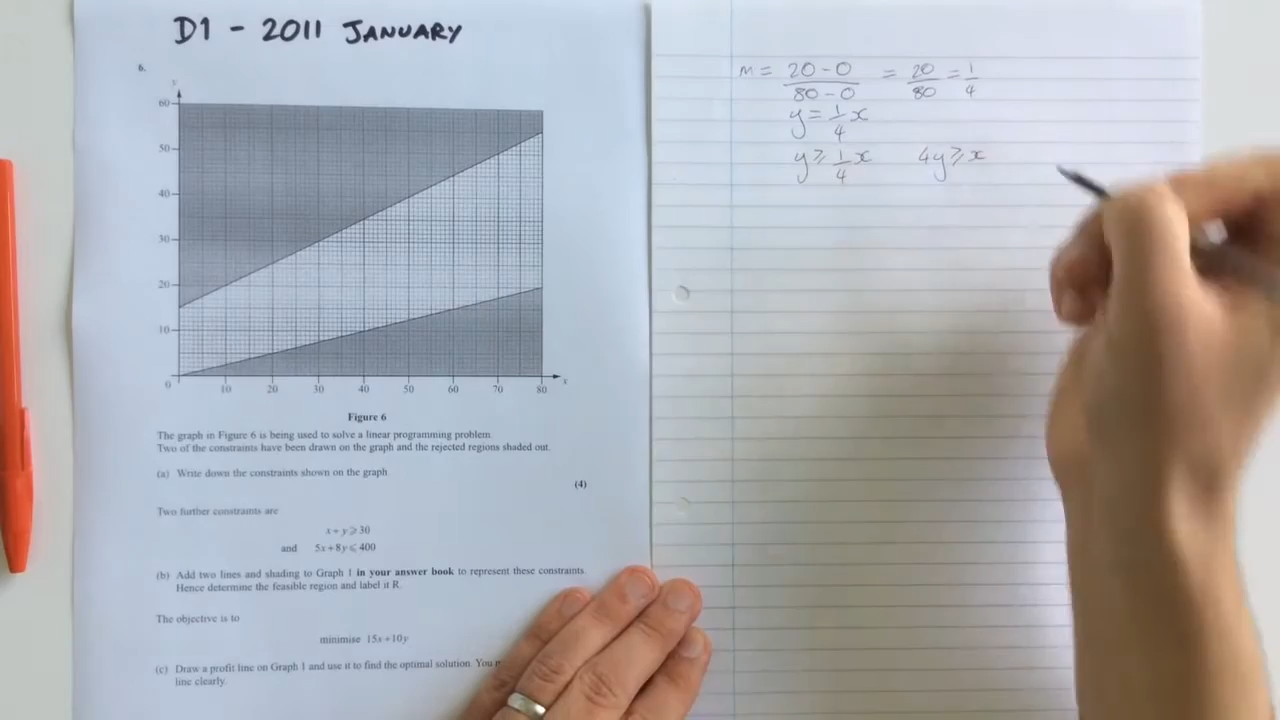 D1 - 2011 JANUARY
6.
y
60
50
40
30
20
10
0
10 20 30 40 50 60 70 80 x
Figure 6
The graph in Figure 6 is being used to solve a linear programming problem.
Two of the constraints have been drawn on the graph and the rejected regions shaded out.
(a) Write down the constraints shown on the graph.
(4)
Two further constraints are
x + y ⩾ 30
and 5x + 8y ⩽ 400
(b) Add two lines and shading to Graph 1 in your answer book to represent these constraints.
Hence determine the feasible region and label it R.
The objective is to
minimise 15x + 10y
(c) Draw a profit line on Graph 1 and use it to find the optimal solution. You
line clearly.
m = 20 - 0 / 80 - 0 = 20/80 = 1/4
y = 1/4 x
y ⩾ 1/4 x 4y ⩾ x